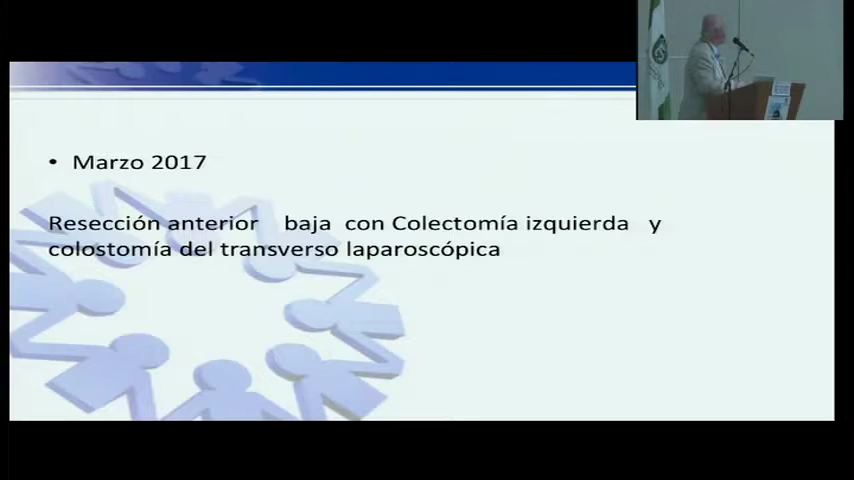 • Marzo 2017
Resección anterior baja con Colectomía izquierda y
colostomía del transverso laparoscópica